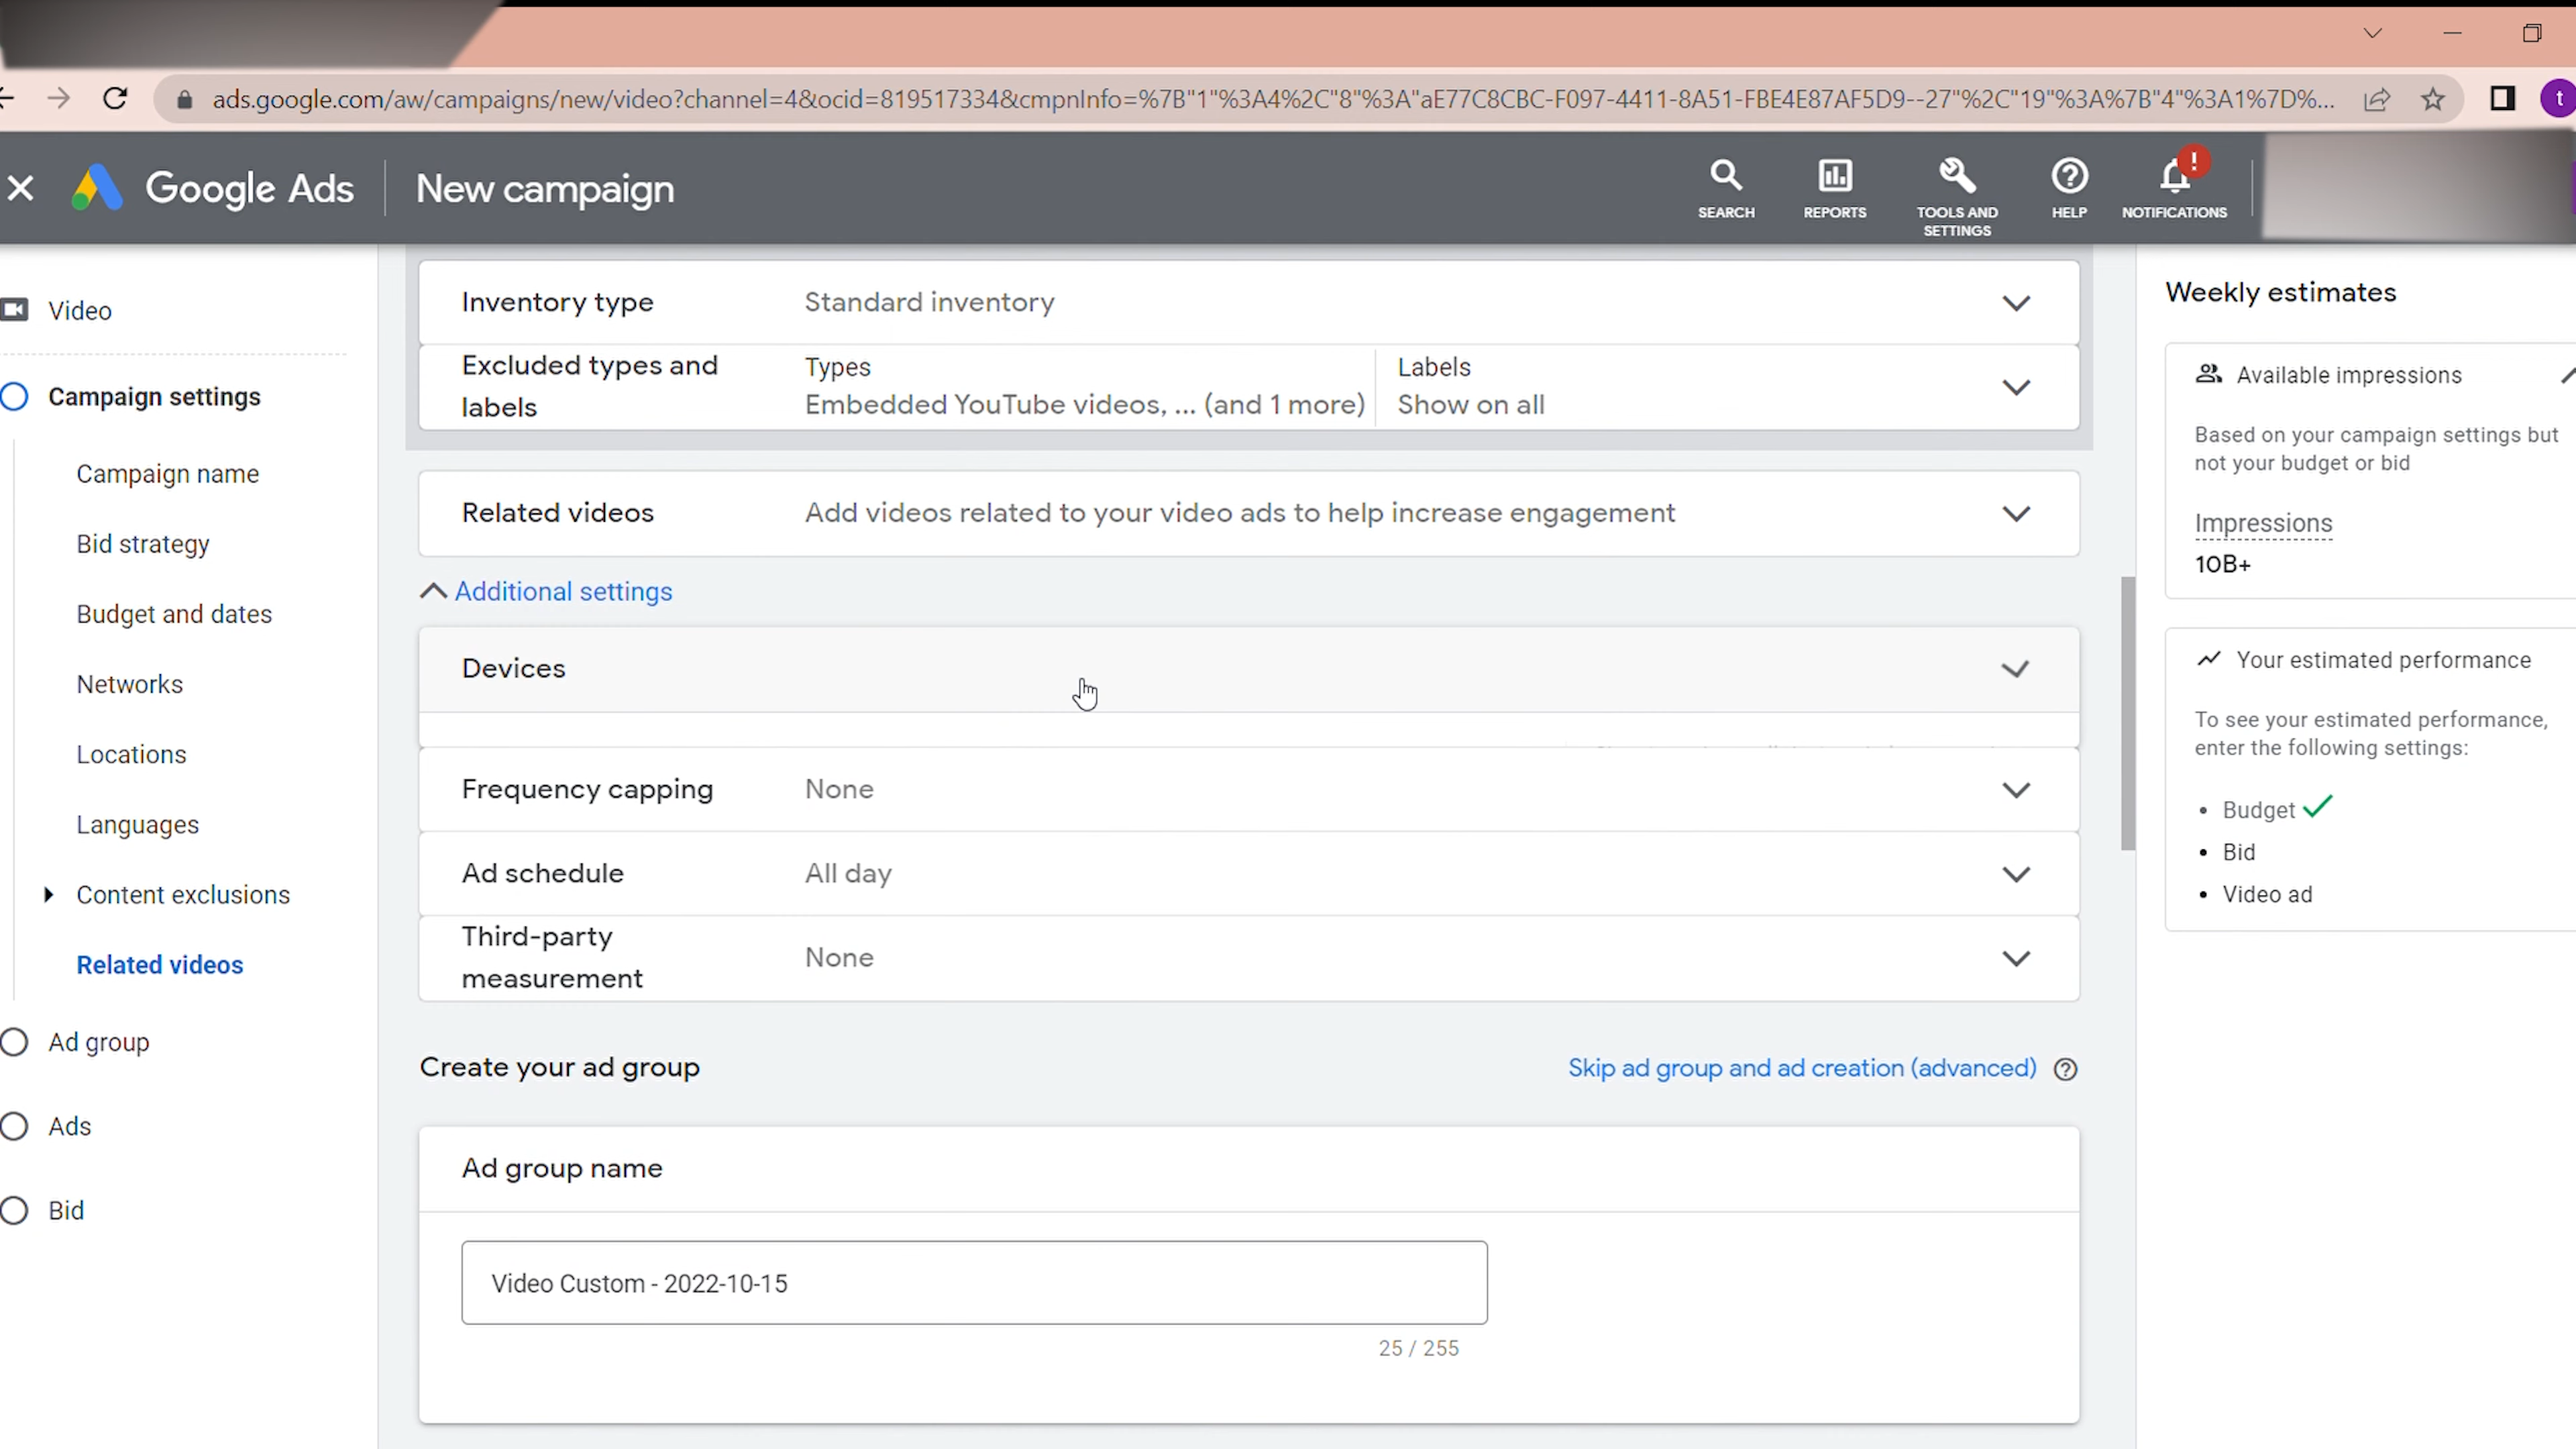 ads.google.com/aw/campaigns/new/video?channel=4&ocid=819517334&cmpnInfo=%7B"1"%3A4%2C"8"%3A"aE77C8CBC-F097-4411-8A51-FBE4E87AF5D9--27"%2C"19"%3A%7B"4"%3A1%7D%...
t
Google Ads
New campaign
SEARCH
REPORTS
TOOLS AND
SETTINGS
HELP
NOTIFICATIONS
Video
Campaign settings
Campaign name
Bid strategy
Budget and dates
Networks
Locations
Languages
Content exclusions
Related videos
Ad group
Ads
Bid
Inventory type
Standard inventory
Excluded types and
labels
Types
Embedded YouTube videos, ... (and 1 more)
Labels
Show on all
Related videos
Add videos related to your video ads to help increase engagement
Additional settings
Devices
Frequency capping
None
Ad schedule
All day
Third-party
measurement
None
Create your ad group
Skip ad group and ad creation (advanced)
Ad group name
Video Custom - 2022-10-15
25 / 255
Weekly estimates
Available impressions
Based on your campaign settings but
not your budget or bid
Impressions
10B+
Your estimated performance
To see your estimated performance,
enter the following settings:
• Budget
• Bid
• Video ad